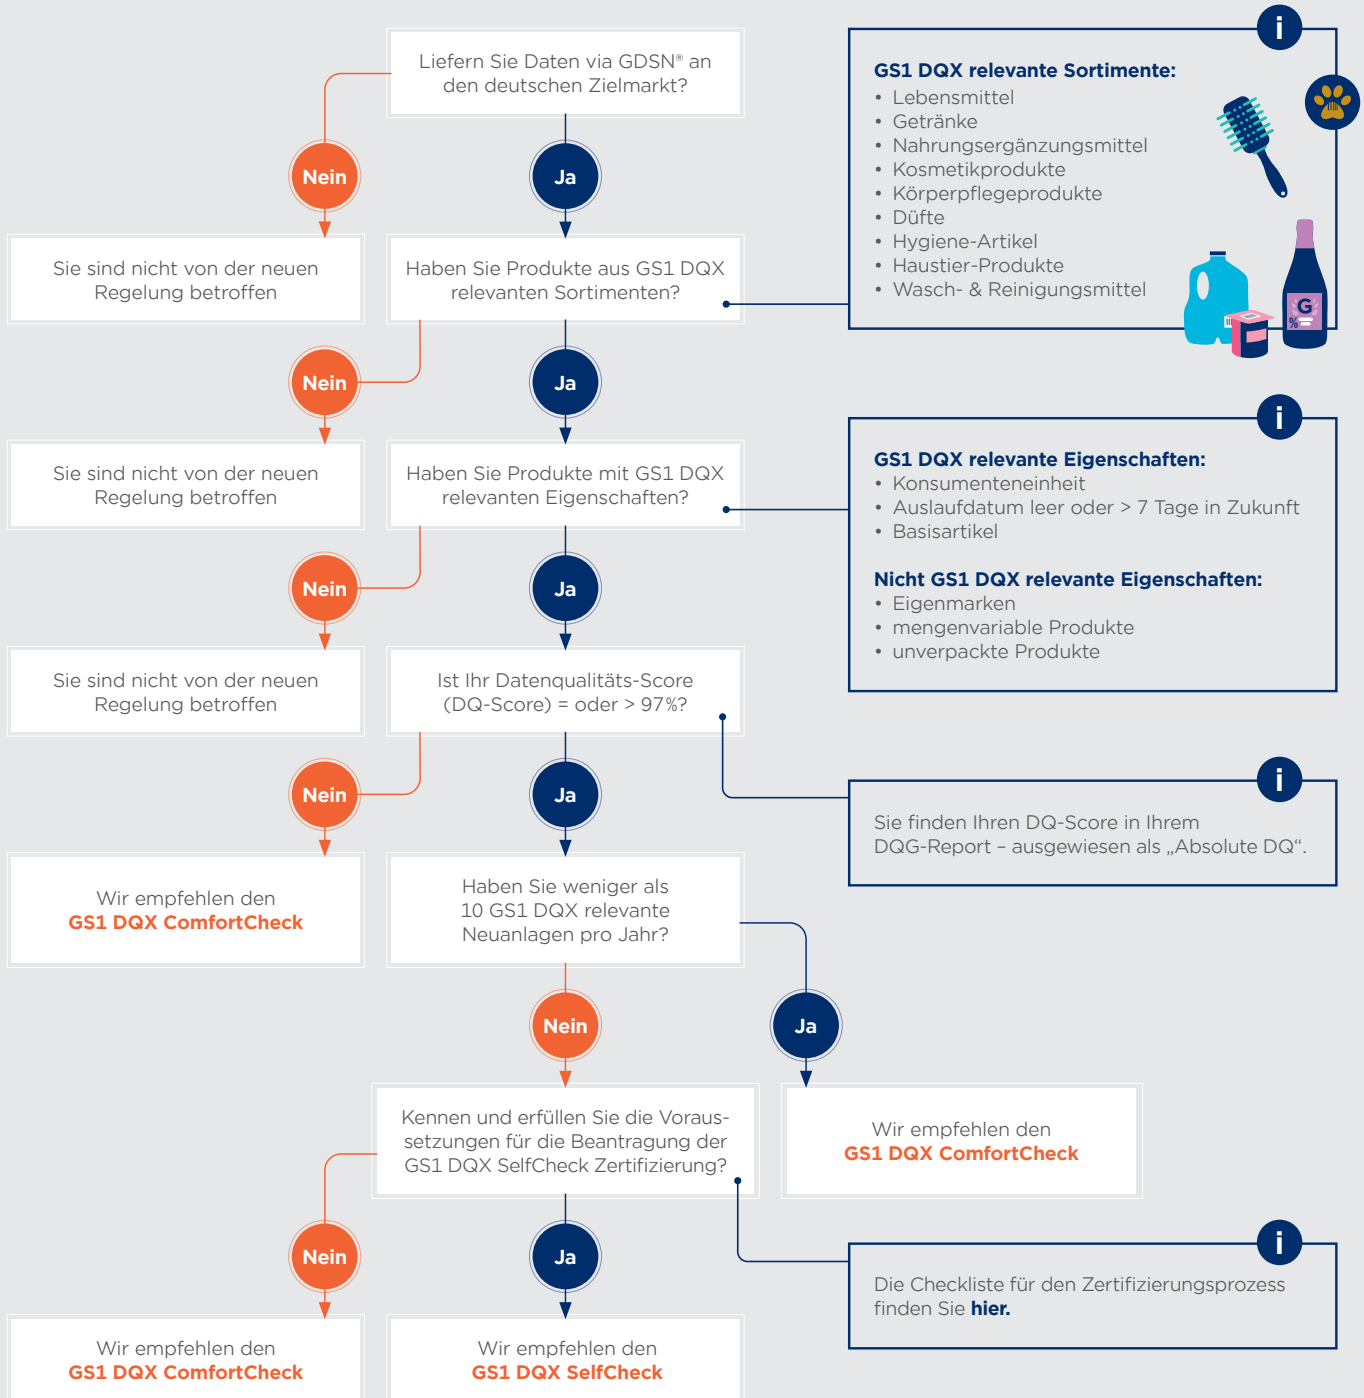 Liefern Sie Daten via GDSN® an
den deutschen Zielmarkt?
i
GS1 DQX relevante Sortimente:
• Lebensmittel
• Getränke
• Nahrungsergänzungsmittel
• Kosmetikprodukte
• Körperpflegeprodukte
• Düfte
• Hygiene-Artikel
• Haustier-Produkte
• Wasch- & Reinigungsmittel
G
%
Nein
Ja
Sie sind nicht von der neuen
Regelung betroffen
Haben Sie Produkte aus GS1 DQX
relevanten Sortimenten?
Nein
Ja
Sie sind nicht von der neuen
Regelung betroffen
Haben Sie Produkte mit GS1 DQX
relevanten Eigenschaften?
i
GS1 DQX relevante Eigenschaften:
• Konsumenteneinheit
• Auslaufdatum leer oder > 7 Tage in Zukunft
• Basisartikel
Nicht GS1 DQX relevante Eigenschaften:
• Eigenmarken
• mengenvariable Produkte
• unverpackte Produkte
Nein
Ja
Sie sind nicht von der neuen
Regelung betroffen
Ist Ihr Datenqualitäts-Score
(DQ-Score) = oder > 97%?
i
Sie finden Ihren DQ-Score in Ihrem
DQG-Report – ausgewiesen als „Absolute DQ“.
Nein
Ja
Wir empfehlen den
GS1 DQX ComfortCheck
Haben Sie weniger als
10 GS1 DQX relevante
Neuanlagen pro Jahr?
Nein
Ja
Kennen und erfüllen Sie die Voraus-
setzungen für die Beantragung der
GS1 DQX SelfCheck Zertifizierung?
Wir empfehlen den
GS1 DQX ComfortCheck
i
Die Checkliste für den Zertifizierungsprozess
finden Sie hier.
Nein
Ja
Wir empfehlen den
GS1 DQX ComfortCheck
Wir empfehlen den
GS1 DQX SelfCheck